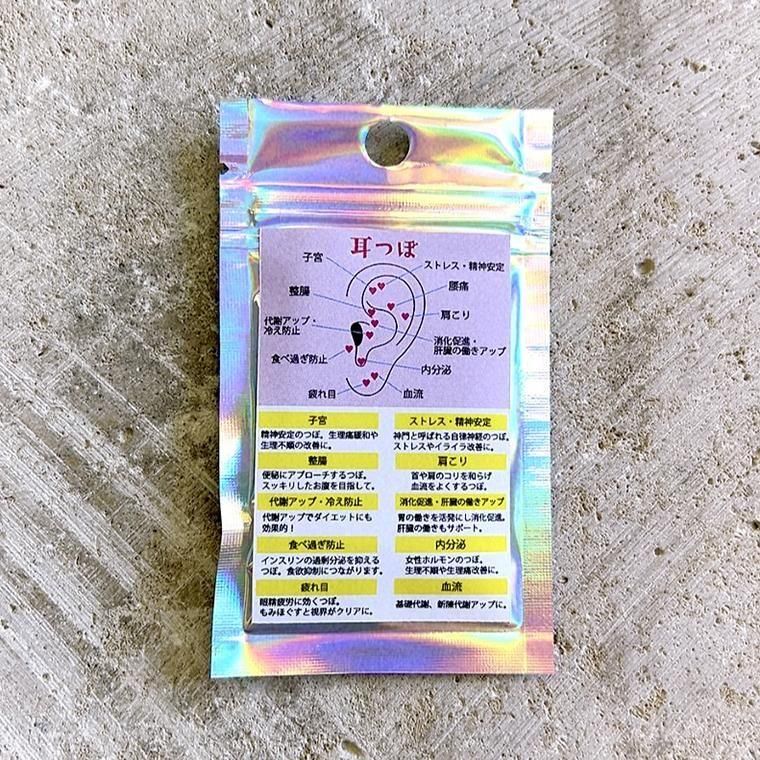 耳つぼ
子宮
ストレス・精神安定
整腸
腰痛
代謝アップ・
冷え防止
肩こり
消化促進・
肝臓の働きアップ
食べ過ぎ防止
内分泌
疲れ目
血流
子宮
精神安定のつぼ。生理痛緩和や
生理不順の改善に。
ストレス・精神安定
神門と呼ばれる自律神経のつぼ。
ストレスやイライラ改善に。
整腸
便秘にアプローチするつぼ。
スッキリしたお腹を目指して。
肩こり
首や肩のコリを和らげ
血流をよくするつぼ。
代謝アップ・冷え防止
代謝アップでダイエットにも
効果的!
消化促進・肝臓の働きアップ
胃の働きを活発にし消化促進。
肝臓の働きもサポート。
食べ過ぎ防止
インスリンの過剰分泌を抑える
つぼ。食欲抑制につながります。
内分泌
女性ホルモンのつぼ。
生理不順や生理痛改善に。
疲れ目
眼精疲労に効くつぼ。
もみほぐすと視界がクリアに。
血流
基礎代謝、新陳代謝アップに。